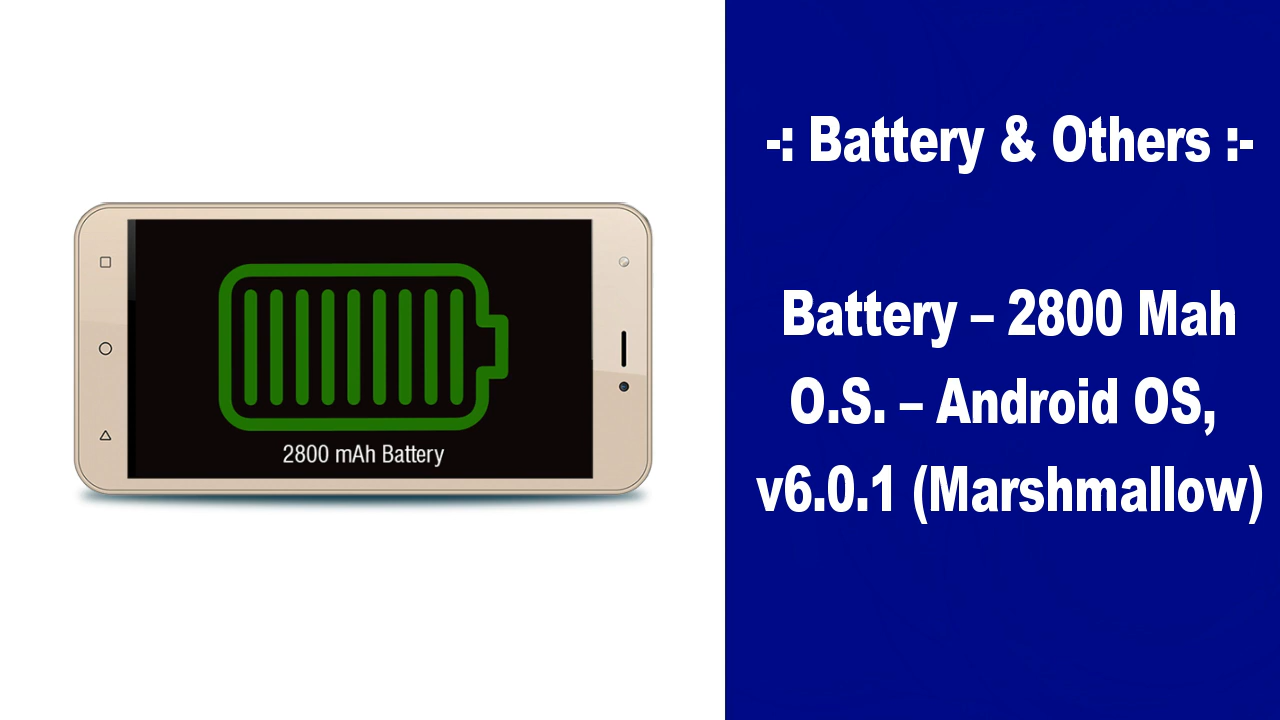 2800 mAh Battery
-: Battery & Others :-
Battery – 2800 Mah
O.S. – Android OS,
v6.0.1 (Marshmallow)